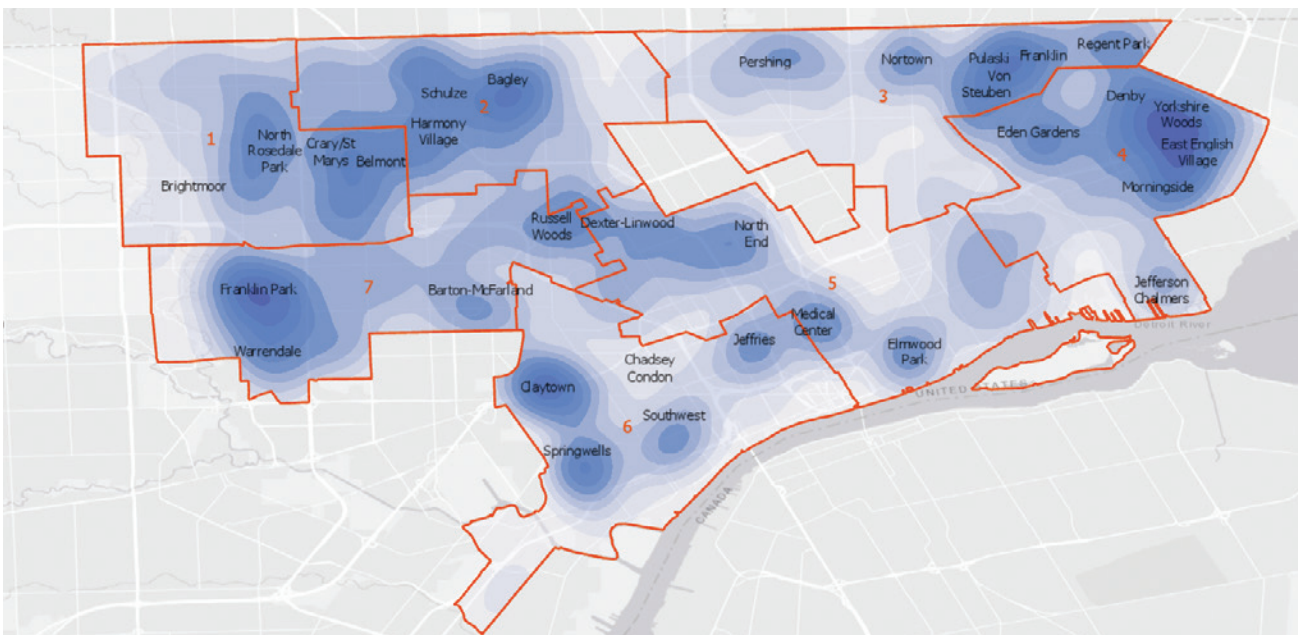 Regent Park
Pulaski
Franklin
Nortown
Pershing
Von
Steuben
Bagley
Schulze
2
3
Denby
Yorkshire
Woods
Harmony
Village
Eden Gardens
1
North
Rosedale
Park
Crary/St
Marys
Belmont
East English
Village
4
Brightmoor
Morningside
Russell
Woods
Dexter-Linwood
North
End
Franklin Park
7
Barton-McFarland
5
Jefferson
Chalmers
Medical
Center
Detroit River
Warrendale
Jeffries
Elmwood
Park
Chadsey
Condon
Claytown
UNITED STATES
Southwest
6
Springwells
CANADA